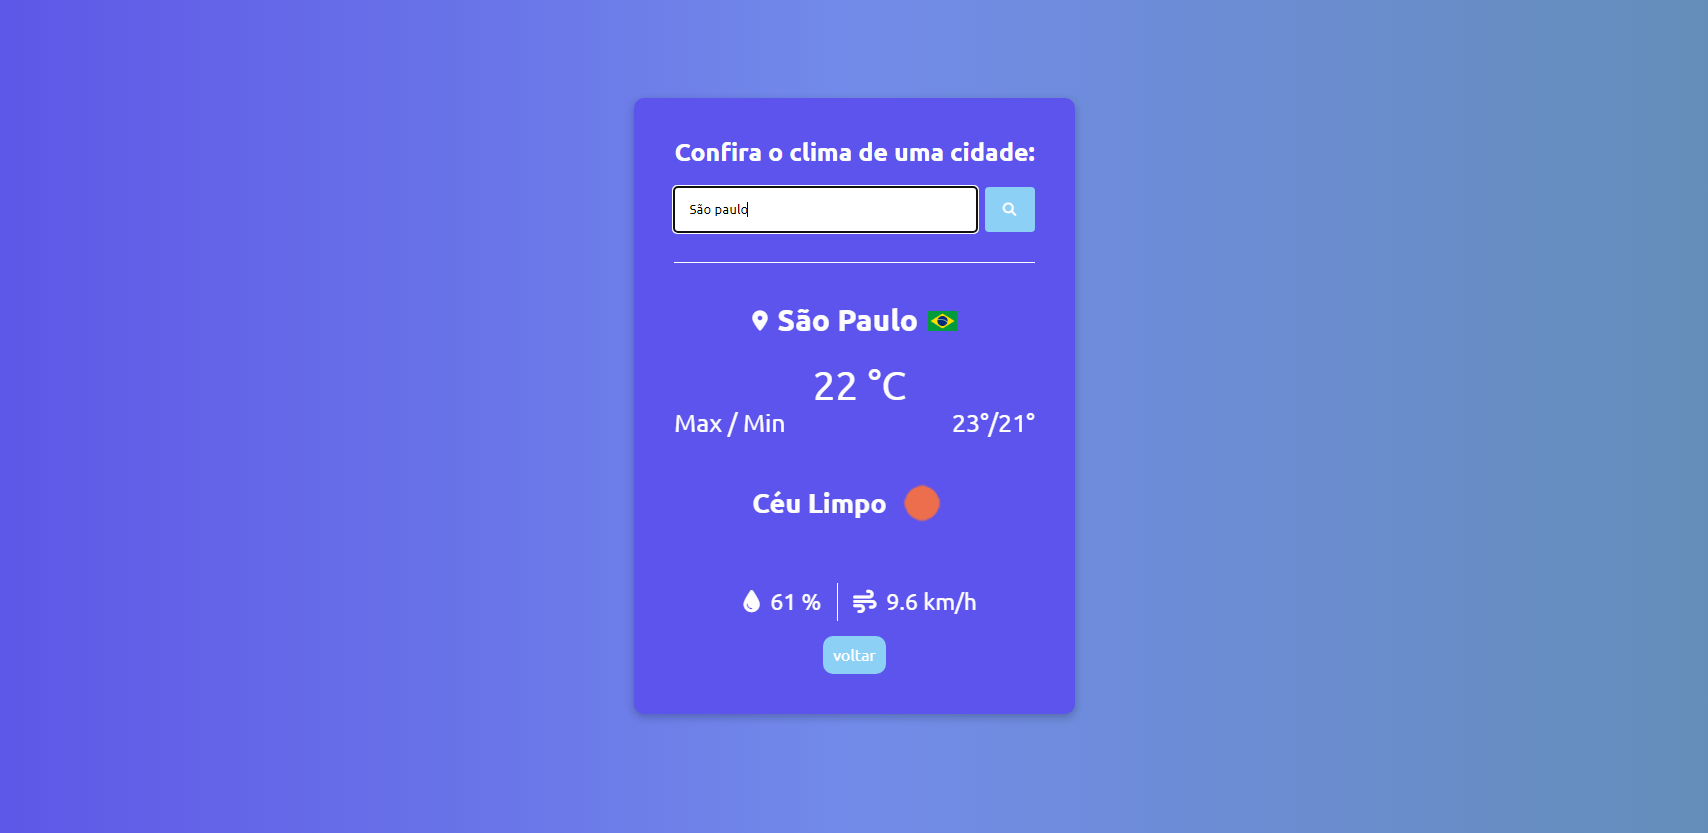 Confira o clima de uma cidade:
São paulo
São Paulo
22 °C
Max / Min 23°/21°
Céu Limpo
61 % 9.6 km/h
voltar